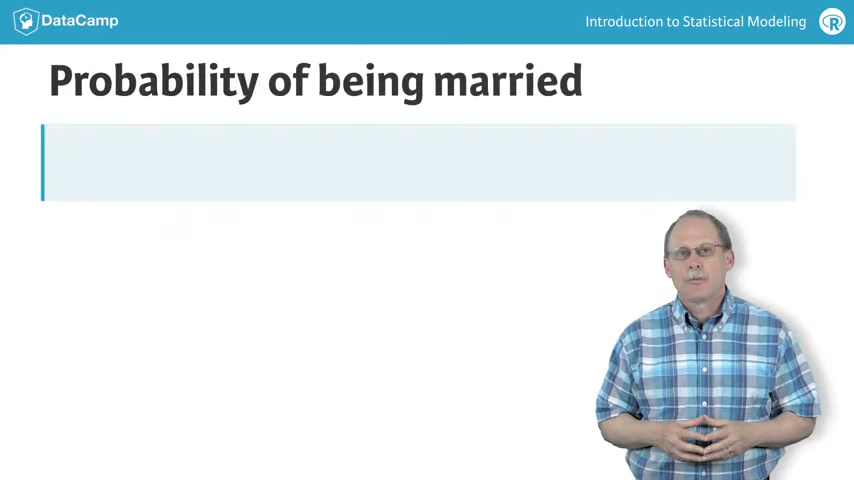 DataCamp
Introduction to Statistical Modeling
R
Probability of being married